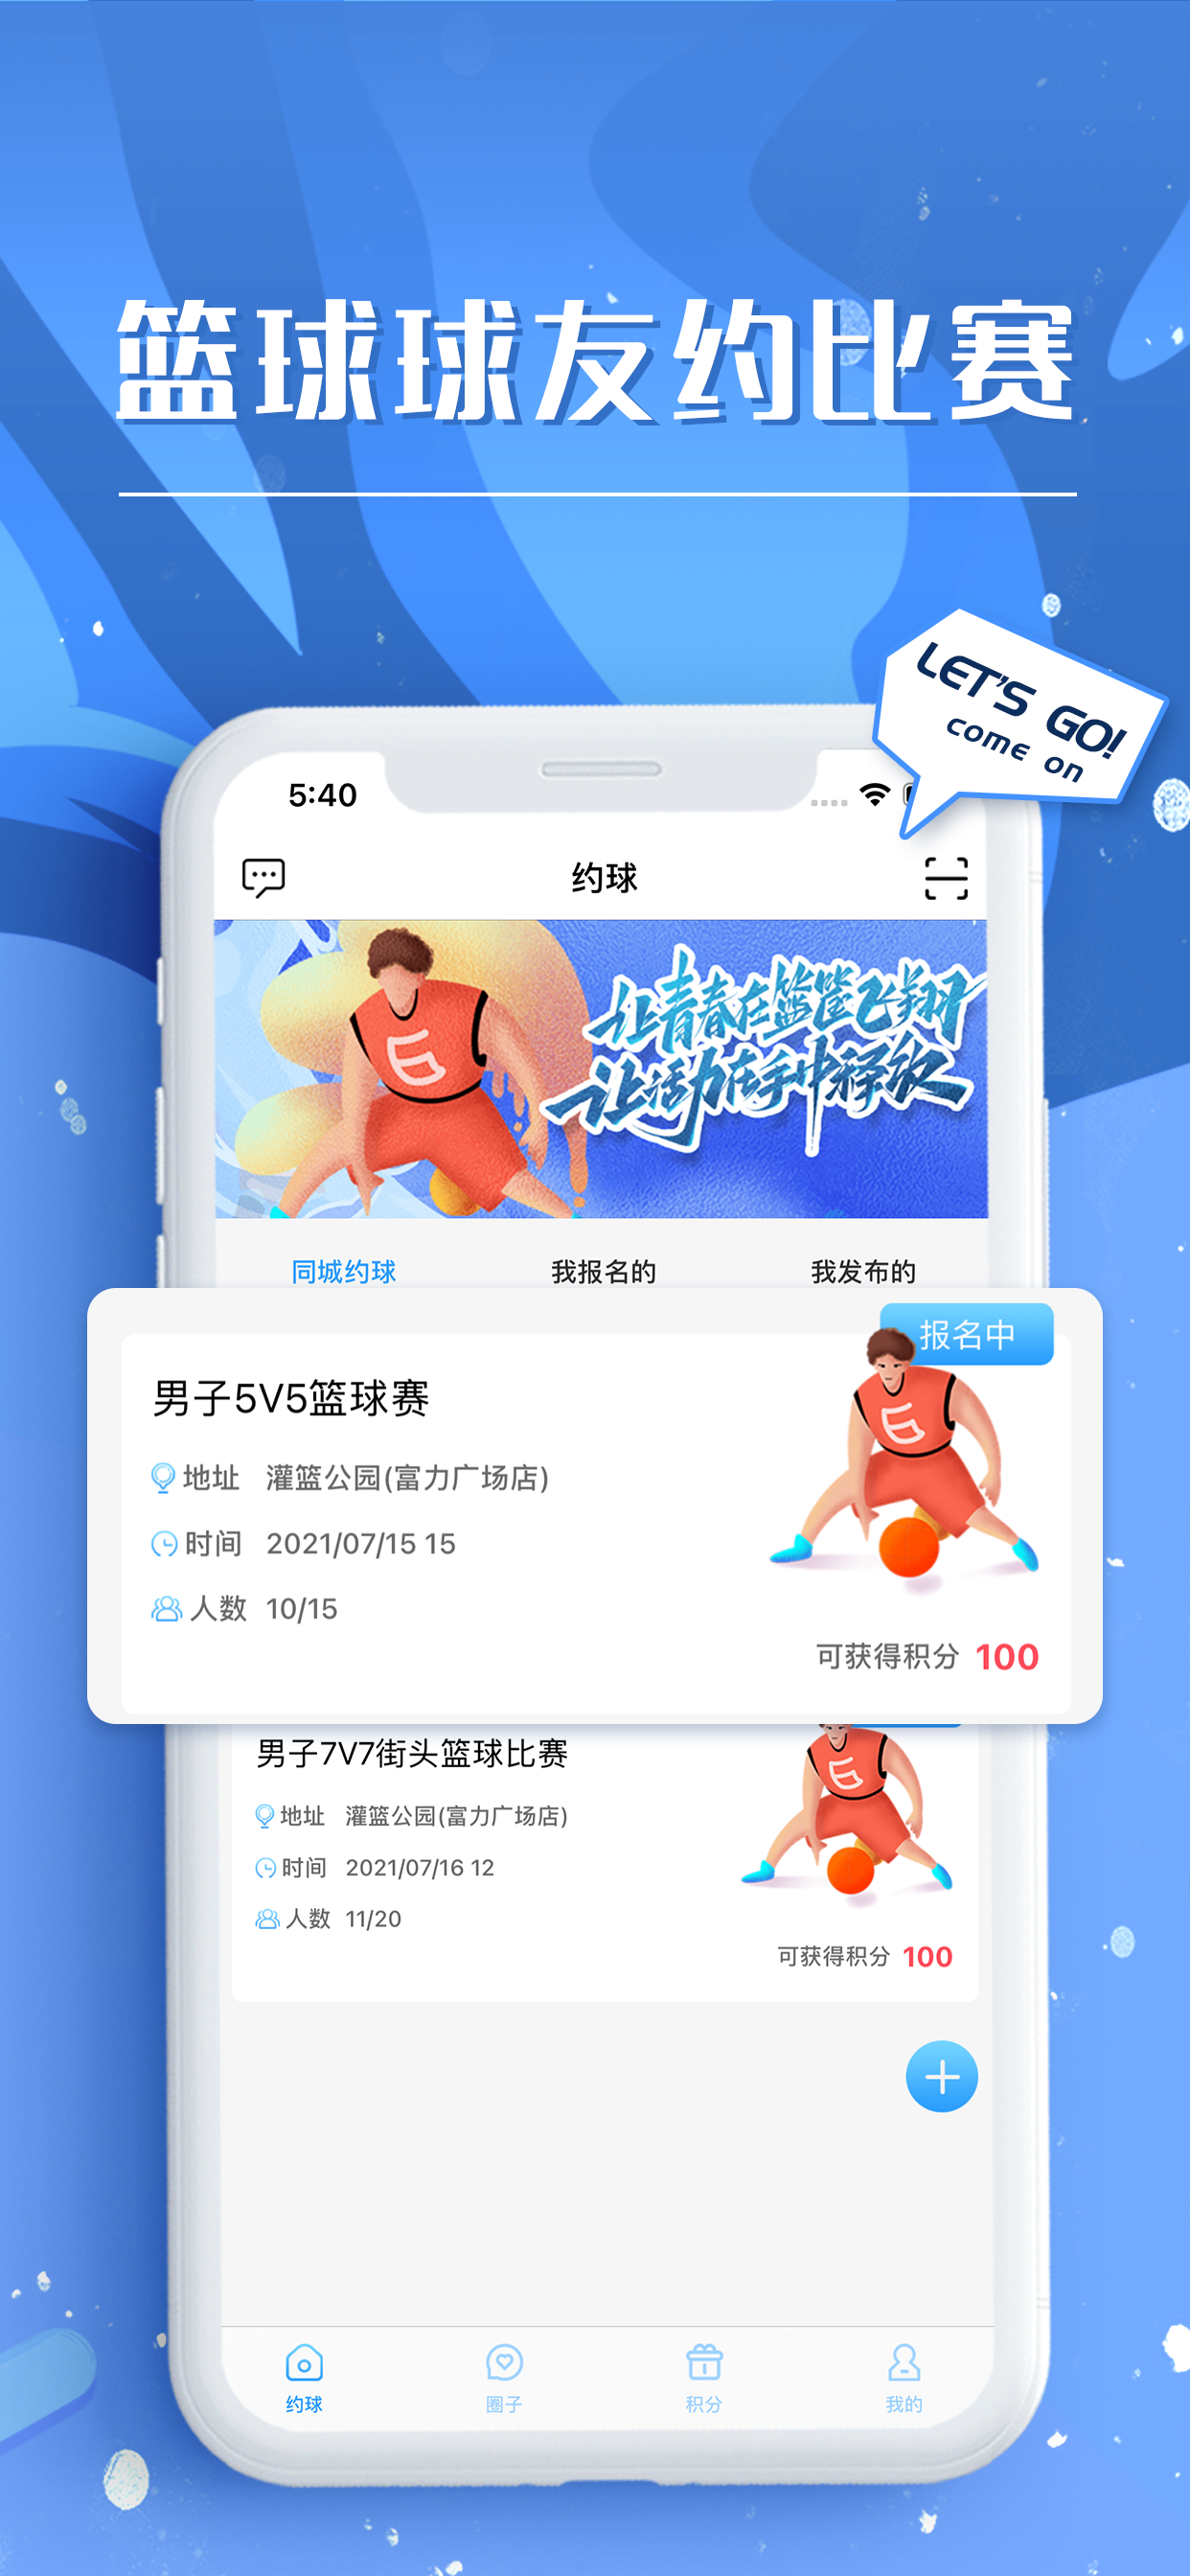 篮球球友约比赛
LET'S GO!
come on
5:40
约球
让青春在篮筐飞翔
让活力在手中释放
6
同城约球 我报名的 我发布的
报名中
男子5V5篮球赛
6
地址 灌篮公园(富力广场店)
时间 2021/07/15 15
人数 10/15
可获得积分 100
男子7V7街头篮球比赛
6
地址 灌篮公园(富力广场店)
时间 2021/07/16 12
人数 11/20
可获得积分 100
约球 圈子 积分 我的